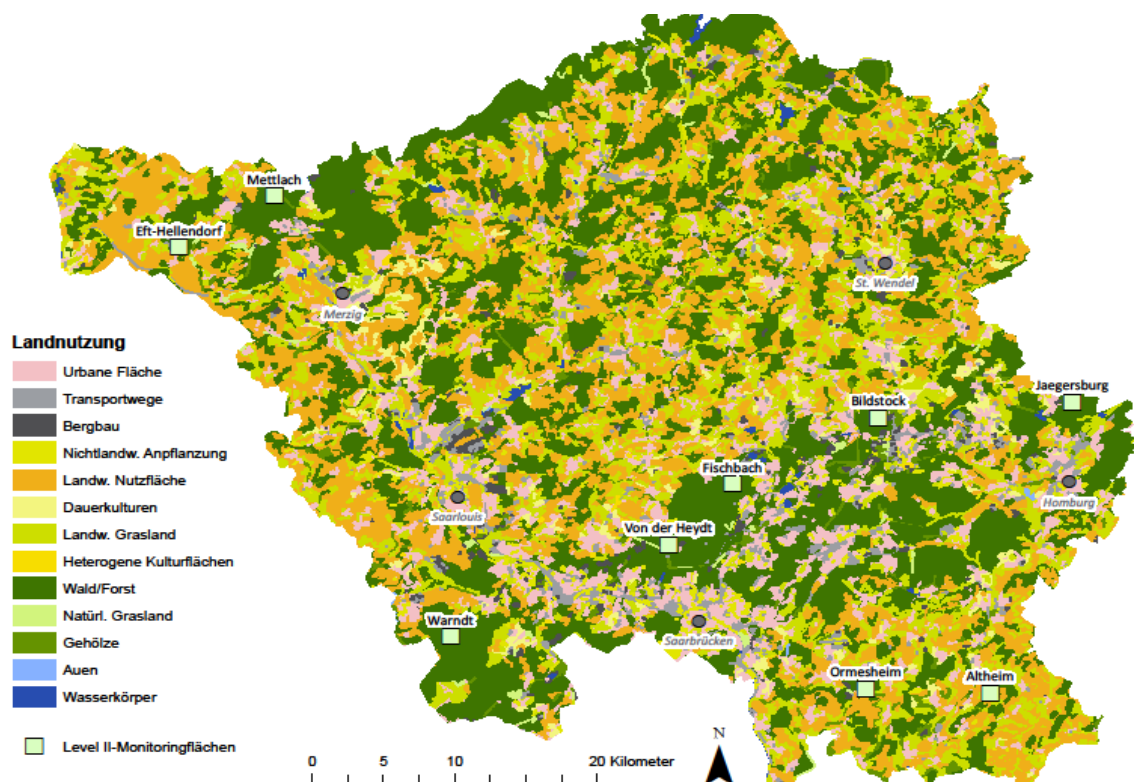 Mettlach
Eft-Hellendorf
St. Wendel
Merzig
Landnutzung
Urbane Fläche
Transportwege
Bergbau
Nichtlandw. Anpflanzung
Landw. Nutzfläche
Dauerkulturen
Landw. Grasland
Heterogene Kulturflächen
Wald/Forst
Natürl. Grasland
Gehölze
Auen
Wasserkörper
Level II-Monitoringflächen
Jaegersburg
Bildstock
Fischbach
Saarlouis
Homburg
Von der Heydt
Warndt
Saarbrücken
Ormesheim
Altheim
N
0 5 10 20 Kilometer